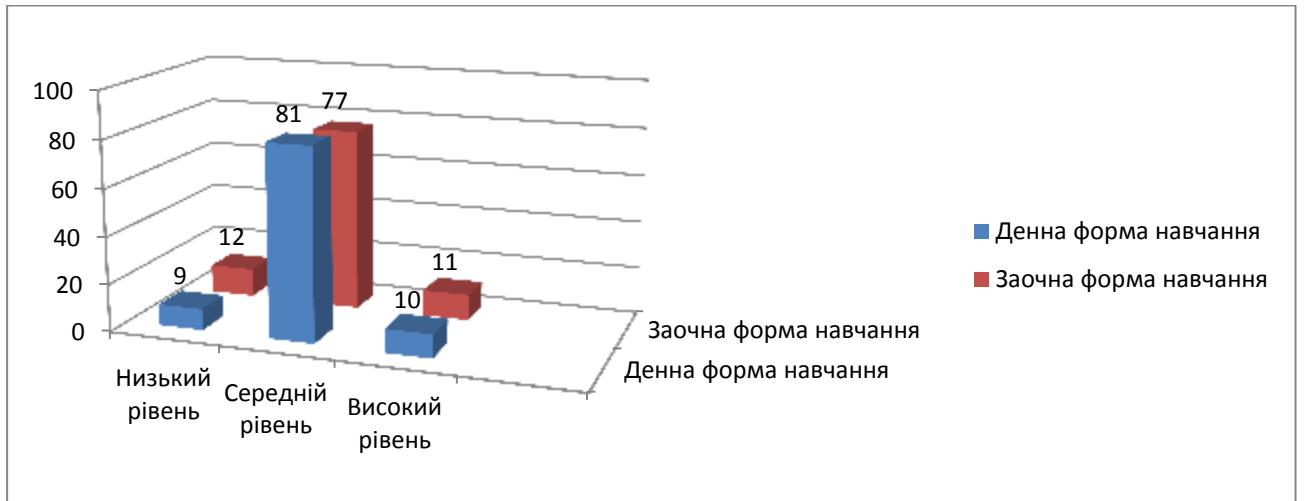 100
80
60
40
20
0
9
12
81
77
10
11
Низький
рівень
Середній
рівень
Високий
рівень
Заочна форма навчання
Денна форма навчання
Денна форма навчання
Заочна форма навчання